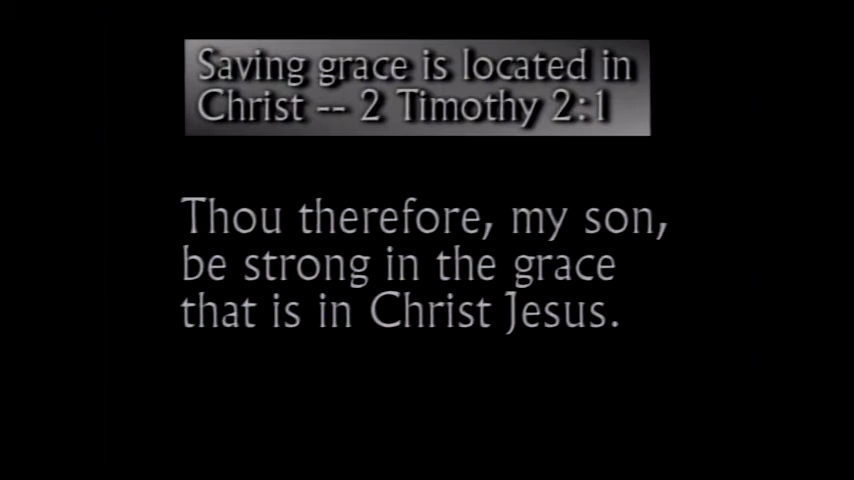 Saving grace is located in
Christ -- 2 Timothy 2:1
Thou therefore, my son,
be strong in the grace
that is in Christ Jesus.